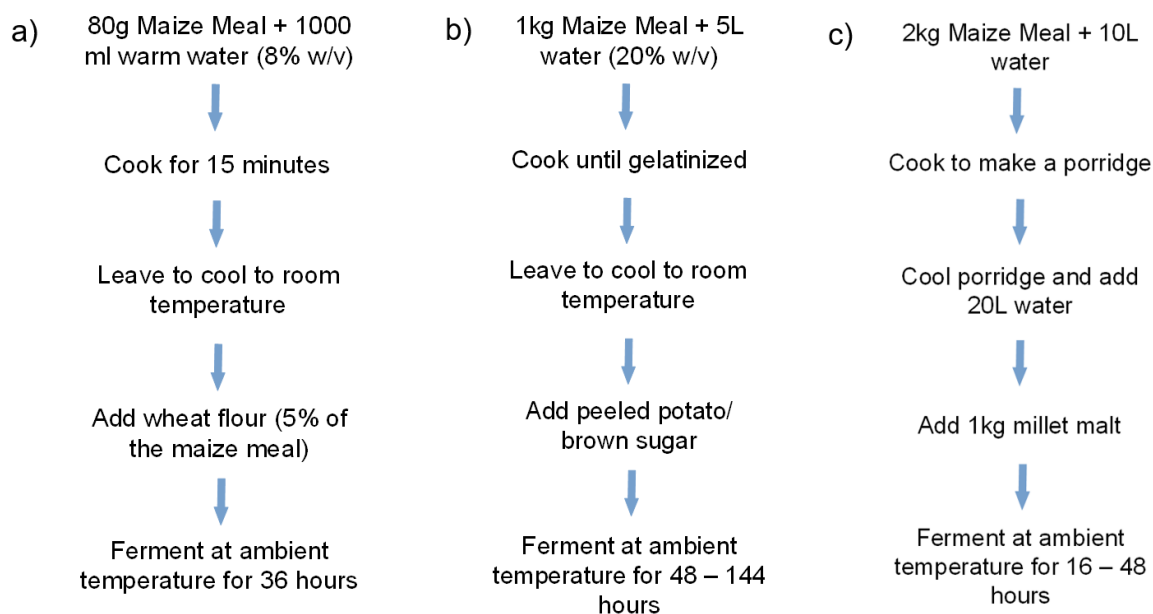 a)
80g Maize Meal + 1000
ml warm water (8% w/v)
Cook for 15 minutes
Leave to cool to room
temperature
Add wheat flour (5% of
the maize meal)
Ferment at ambient
temperature for 36 hours
b)
1kg Maize Meal + 5L
water (20% w/v)
Cook until gelatinized
Leave to cool to room
temperature
Add peeled potato/
brown sugar
Ferment at ambient
temperature for 48 – 144
hours
c)
2kg Maize Meal + 10L
water
Cook to make a porridge
Cool porridge and add
20L water
Add 1kg millet malt
Ferment at ambient
temperature for 16 – 48
hours